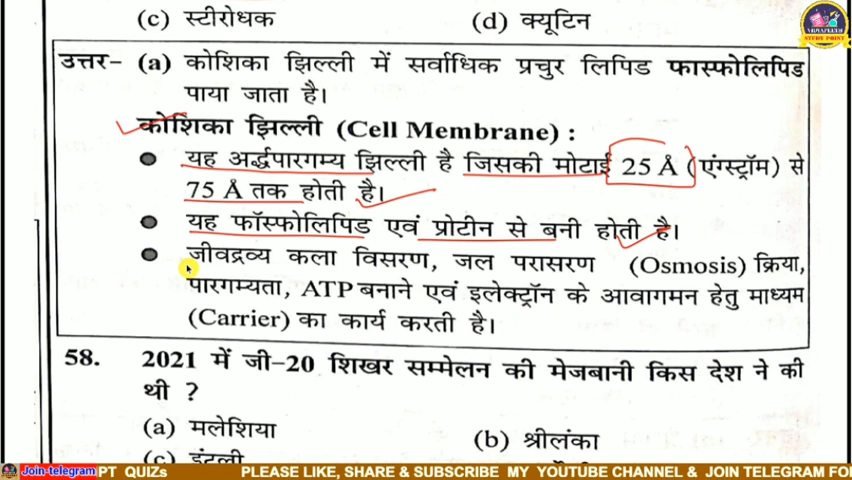 (c) स्टीरोधक (d) क्यूटिन
उत्तर- (a) कोशिका झिल्ली में सर्वाधिक प्रचुर लिपिड फास्फोलिपिड
पाया जाता है।
कोशिका झिल्ली (Cell Membrane) :
यह अर्द्धपारगम्य झिल्ली है जिसकी मोटाई 25 Å (एंग्स्ट्रॉम) से
75 Å तक होती है।
यह फॉस्फोलिपिड एवं प्रोटीन से बनी होती है।
जीवद्रव्य कला विसरण, जल परासरण (Osmosis) क्रिया,
पारगम्यता, ATP बनाने एवं इलेक्ट्रॉन के आवागमन हेतु माध्यम
(Carrier) का कार्य करती है।
58. 2021 में जी-20 शिखर सम्मेलन की मेजबानी किस देश ने की
थी ?
(a) मलेशिया (b) श्रीलंका
(c) इटली
Join-telegram PT QUIZs PLEASE LIKE, SHARE & SUBSCRIBE MY YOUTUBE CHANNEL & JOIN TELEGRAM FO